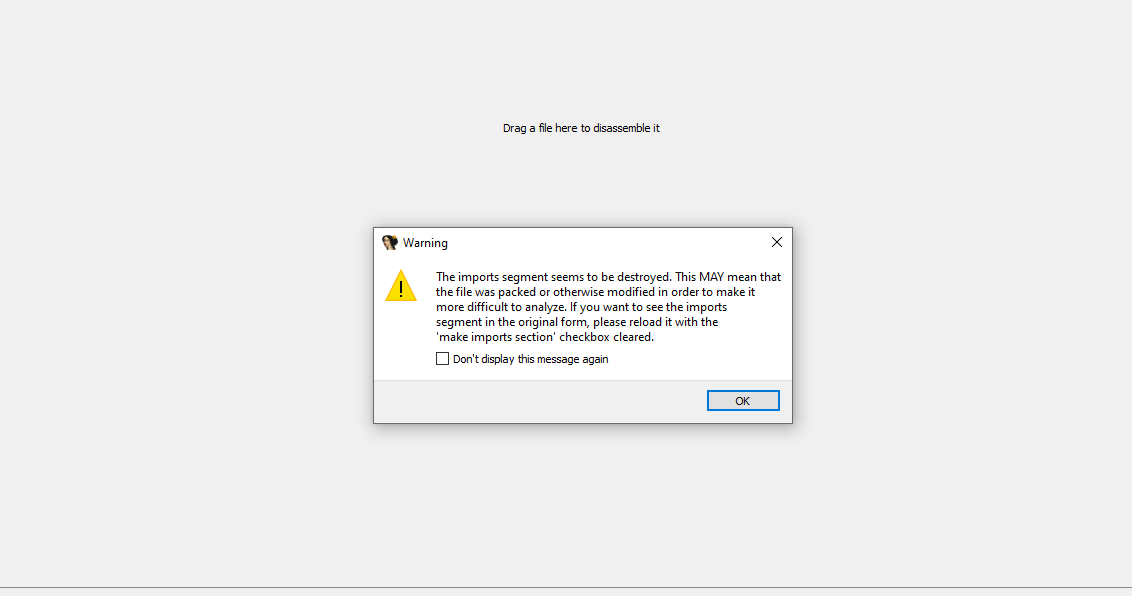 Drag a file here to disassemble it
Warning
The imports segment seems to be destroyed. This MAY mean that
the file was packed or otherwise modified in order to make it
more difficult to analyze. If you want to see the imports
segment in the original form, please reload it with the
'make imports section' checkbox cleared.
Don't display this message again
OK